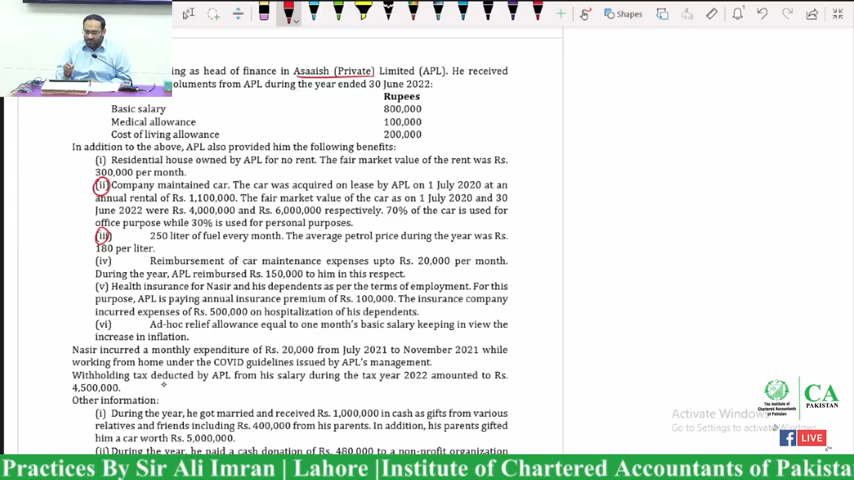 Shapes
ing as head of finance in Asaaish (Private) Limited (APL). He received
oluments from APL during the year ended 30 June 2022:
Rupees
Basic salary 800,000
Medical allowance 100,000
Cost of living allowance 200,000
In addition to the above, APL also provided him the following benefits:
(i) Residential house owned by APL for no rent. The fair market value of the rent was Rs.
300,000 per month.
(ii) Company maintained car. The car was acquired on lease by APL on 1 July 2020 at an
annual rental of Rs. 1,100,000. The fair market value of the car as on 1 July 2020 and 30
June 2022 were Rs. 4,000,000 and Rs. 6,000,000 respectively. 70% of the car is used for
office purpose while 30% is used for personal purposes.
(iii) 250 liter of fuel every month. The average petrol price during the year was Rs.
180 per liter.
(iv) Reimbursement of car maintenance expenses upto Rs. 20,000 per month.
During the year, APL reimbursed Rs. 150,000 to him in this respect.
(v) Health insurance for Nasir and his dependents as per the terms of employment. For this
purpose, APL is paying annual insurance premium of Rs. 100,000. The insurance company
incurred expenses of Rs. 500,000 on hospitalization of his dependents.
(vi) Ad-hoc relief allowance equal to one month's basic salary keeping in view the
increase in inflation.
Nasir incurred a monthly expenditure of Rs. 20,000 from July 2021 to November 2021 while
working from home under the COVID guidelines issued by APL's management.
Withholding tax deducted by APL from his salary during the tax year 2022 amounted to Rs.
4,500,000.
Other information:
(i) During the year, he got married and received Rs. 1,000,000 in cash as gifts from various
relatives and friends including Rs. 400,000 from his parents. In addition, his parents gifted
him a car worth Rs. 5,000,000.
(ii) During the year, he paid a cash donation of Rs. 480,000 to a non-profit organization
The Institute of
Chartered Accountants
of Pakistan
CA
PAKISTAN
Activate Windows
Go to Settings to activate Windows.
f LIVE
Practices By Sir Ali Imran | Lahore |Institute of Chartered Accountants of Pakista